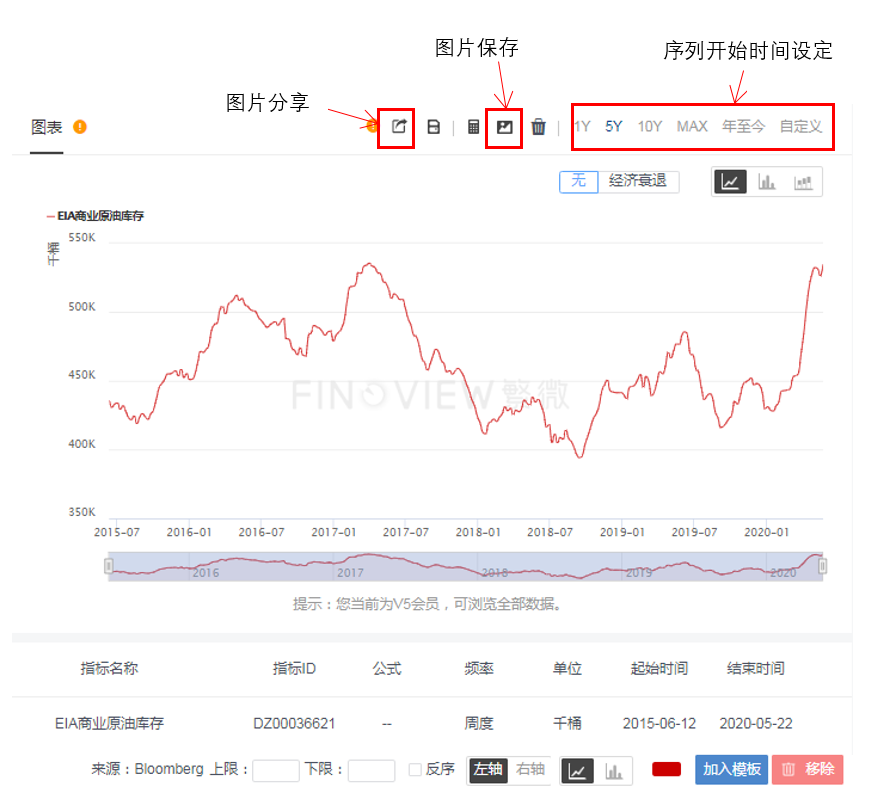 图片保存
序列开始时间设定
图片分享
图表
1Y 5Y 10Y MAX 年至今 自定义
无 经济衰退
EIA商业原油库存
千桶
550K
500K
450K
400K
350K
FINOVIEW 繁微
2015-07 2016-01 2016-07 2017-01 2017-07 2018-01 2018-07 2019-01 2019-07 2020-01
2016 2017 2018 2019 2020
提示：您当前为V5会员，可浏览全部数据。
指标名称 指标ID 公式 频率 单位 起始时间 结束时间
EIA商业原油库存 DZ00036621 -- 周度 千桶 2015-06-12 2020-05-22
来源：Bloomberg 上限： 下限： 反序 左轴 右轴 加入模板 移除